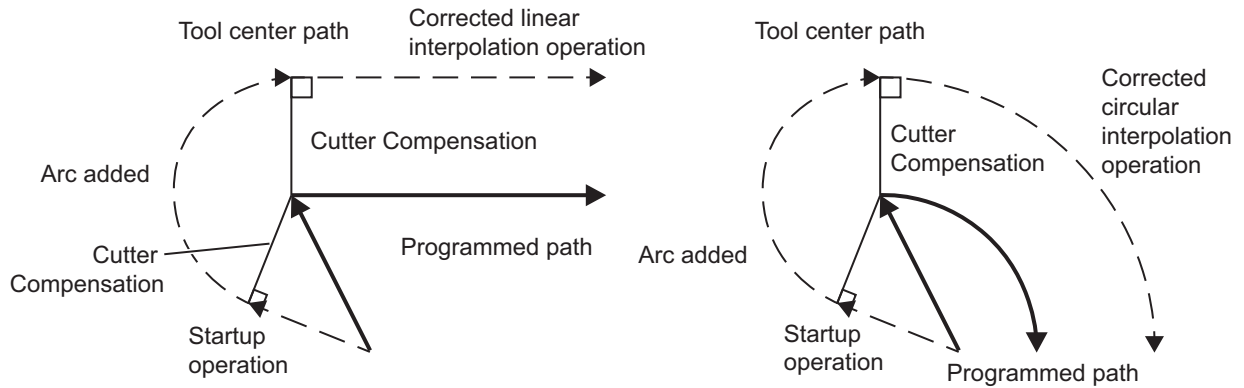 Tool center path
Corrected linear
interpolation operation
Cutter Compensation
Arc added
Programmed path
Cutter
Compensation
Startup
operation
Tool center path
Corrected
circular
interpolation
operation
Cutter
Compensation
Arc added
Startup
operation
Programmed path